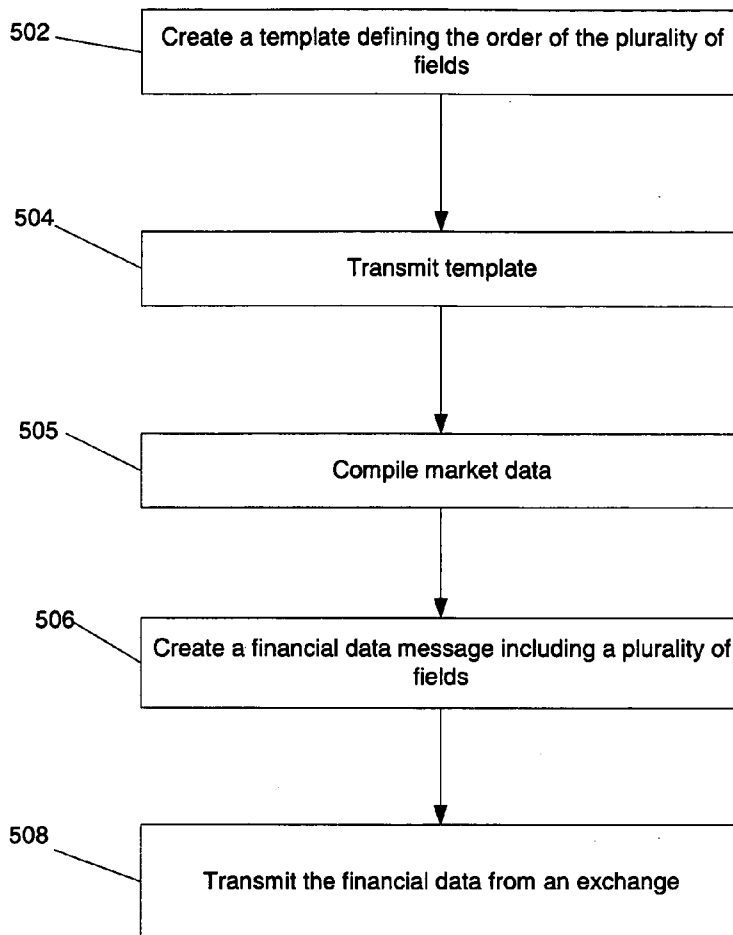 502
Create a template defining the order of the plurality of
fields
504
Transmit template
505
Compile market data
506
Create a financial data message including a plurality of
fields
508
Transmit the financial data from an exchange